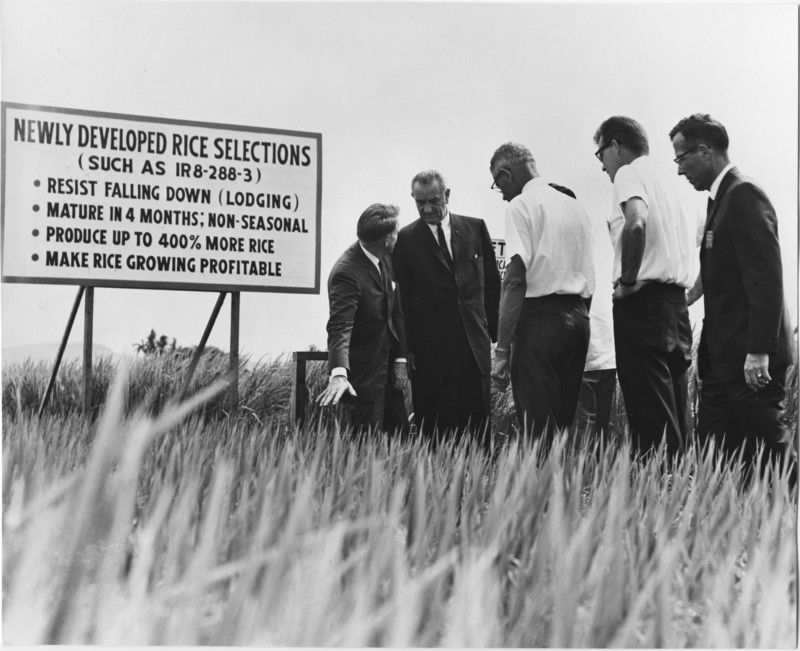 NEWLY DEVELOPED RICE SELECTIONS
(SUCH AS IR8-288-3)
• RESIST FALLING DOWN (LODGING)
• MATURE IN 4 MONTHS; NON-SEASONAL
• PRODUCE UP TO 400% MORE RICE
• MAKE RICE GROWING PROFITABLE